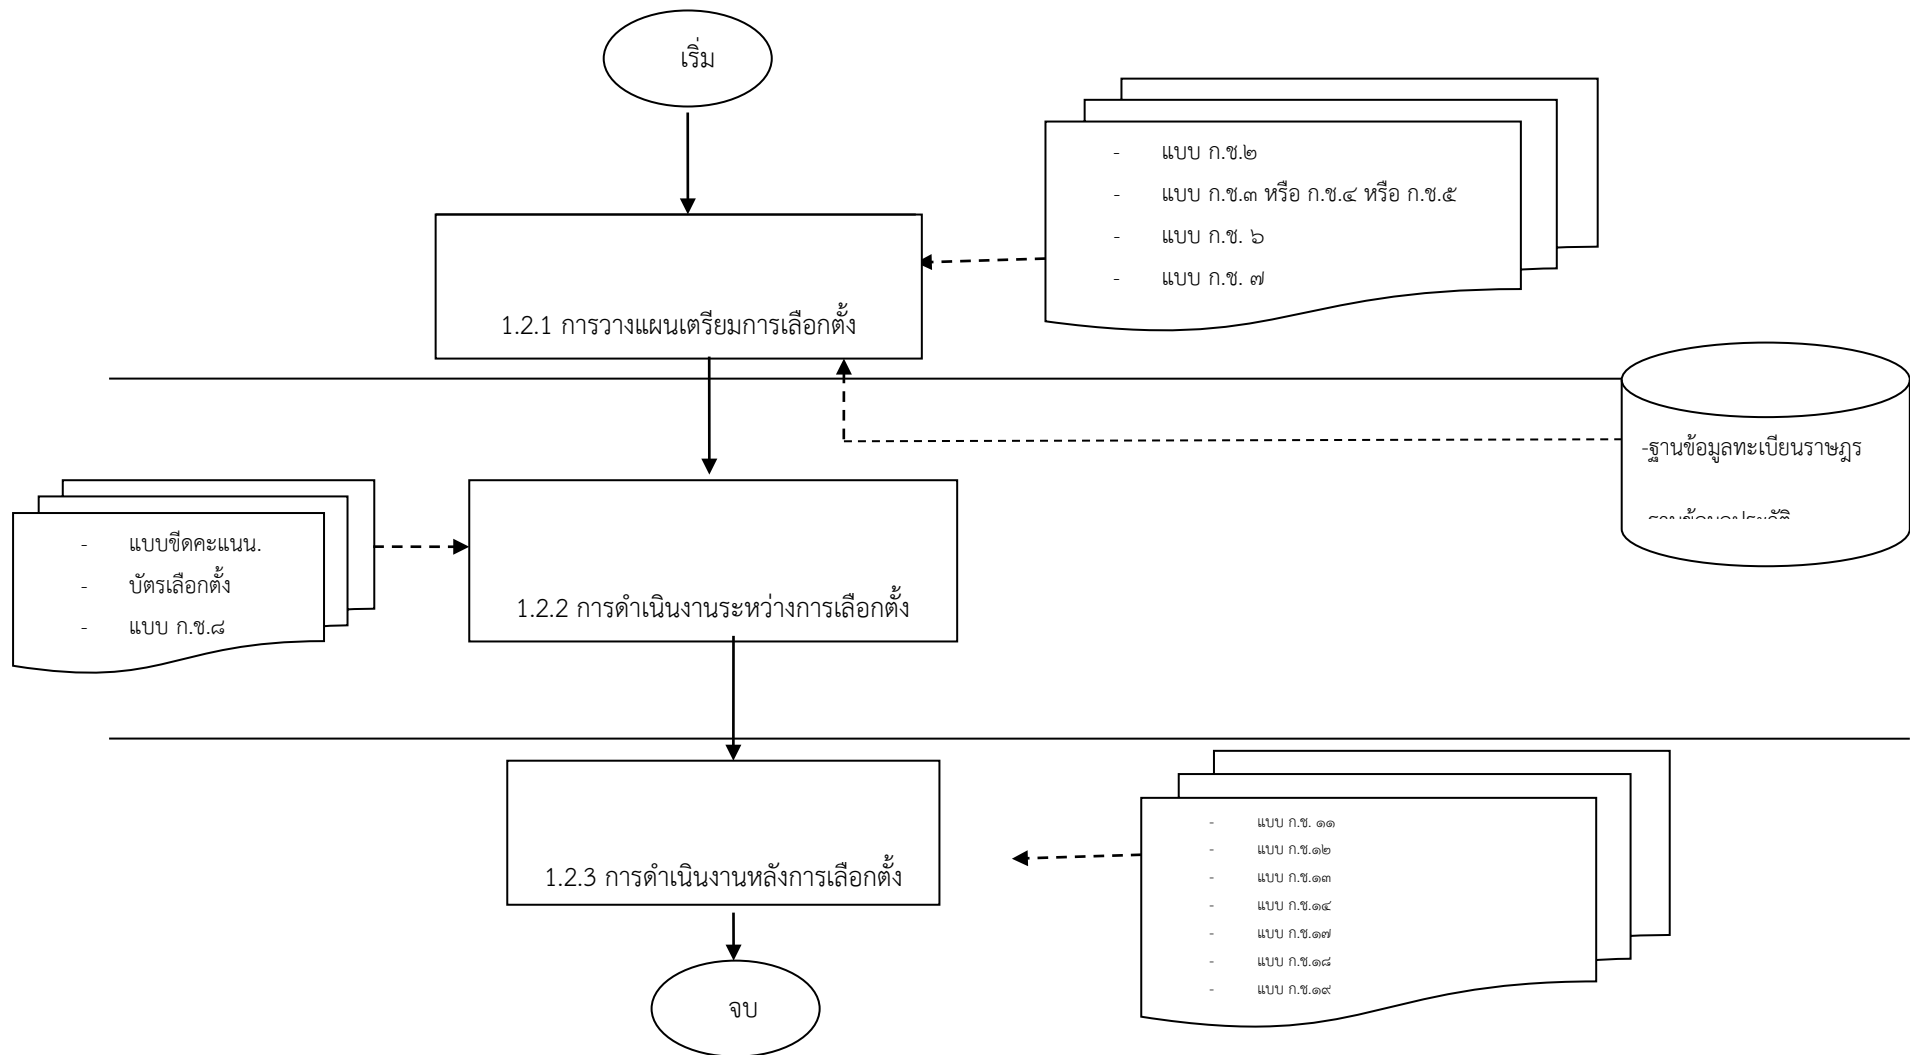 เริ่ม
- แบบ ก.ช.๒
- แบบ ก.ช.๓ หรือ ก.ช.๔ หรือ ก.ช.๕
- แบบ ก.ช. ๖
- แบบ ก.ช. ๗
1.2.1 การวางแผนเตรียมการเลือกตั้ง
-ฐานข้อมูลทะเบียนราษฎร
- แบบขีดคะแนน.
- บัตรเลือกตั้ง
- แบบ ก.ช.๘
1.2.2 การดำเนินงานระหว่างการเลือกตั้ง
1.2.3 การดำเนินงานหลังการเลือกตั้ง
- แบบ ก.ช. ๑๑
- แบบ ก.ช.๑๒
- แบบ ก.ช.๑๓
- แบบ ก.ช.๑๔
- แบบ ก.ช.๑๗
- แบบ ก.ช.๑๘
- แบบ ก.ช.๑๙
จบ